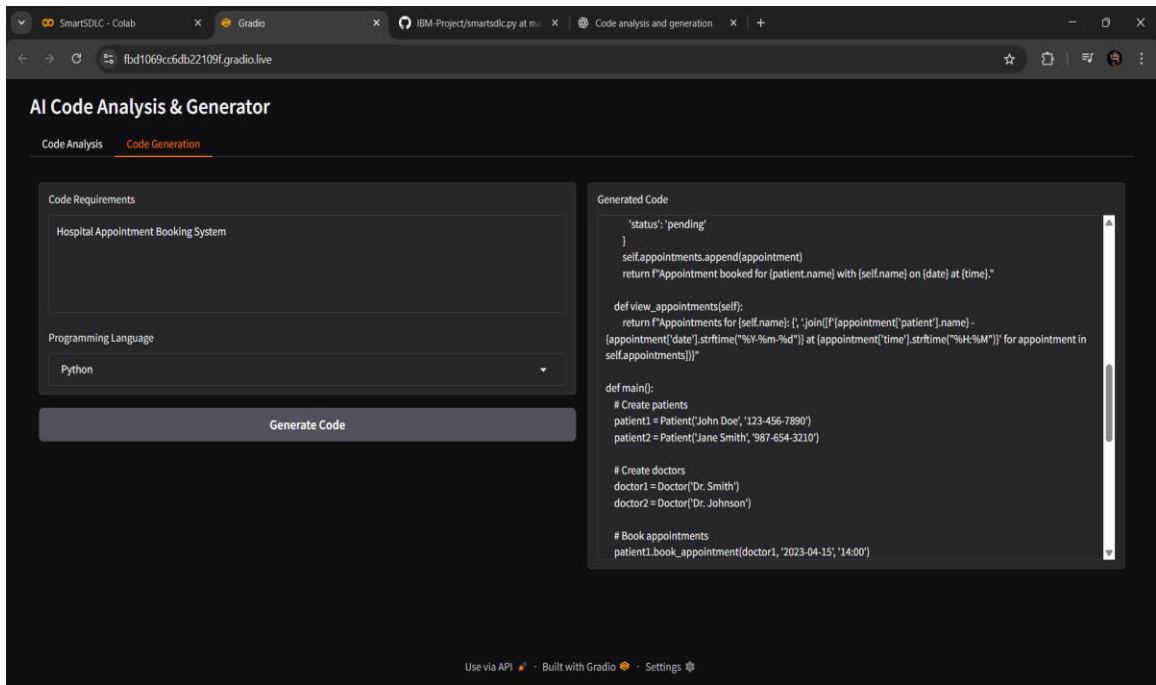 SmartSDLC - Colab
Gradio
IBM-Project/smartsdlc.py at ma
Code analysis and generation
fbd1069cc6db22109f.gradio.live
AI Code Analysis & Generator
Code Analysis
Code Generation
Code Requirements
Hospital Appointment Booking System
Programming Language
Python
Generate Code
Generated Code
'status': 'pending'
}
self.appointments.append(appointment)
return f"Appointment booked for {patient.name} with {self.name} on {date} at {time}."
def view_appointments(self):
return f"Appointments for {self.name}: {', '.join([f'{appointment['patient'].name} -
{appointment['date'].strftime("%Y-%m-%d")} at {appointment['time'].strftime("%H:%M")}' for appointment in
self.appointments])}"
def main():
# Create patients
patient1 = Patient('John Doe', '123-456-7890')
patient2 = Patient('Jane Smith', '987-654-3210')
# Create doctors
doctor1 = Doctor('Dr. Smith')
doctor2 = Doctor('Dr. Johnson')
# Book appointments
patient1.book_appointment(doctor1, '2023-04-15', '14:00')
Use via API · Built with Gradio · Settings